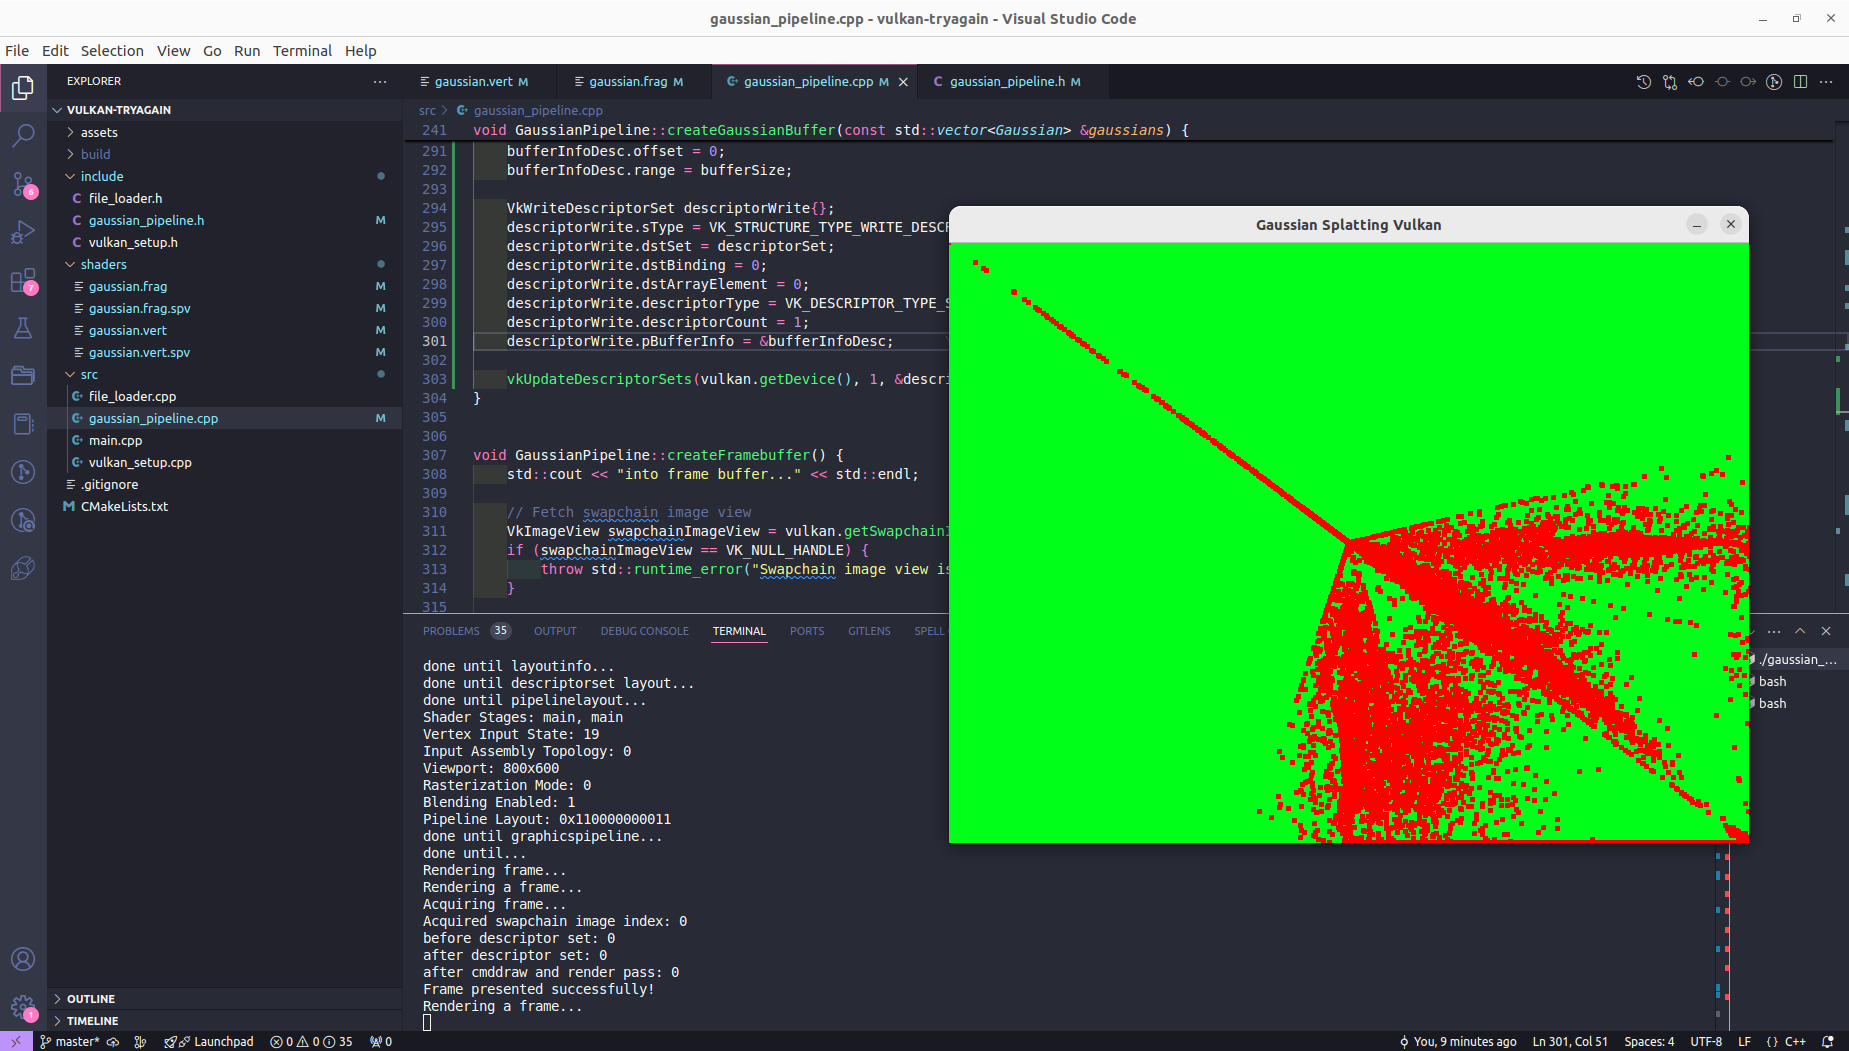 gaussian_pipeline.cpp - vulkan-tryagain - Visual Studio Code
File Edit Selection View Go Run Terminal Help
EXPLORER
gaussian.vert M
gaussian.frag M
gaussian_pipeline.cpp M
gaussian_pipeline.h M
VULKAN-TRYAGAIN
assets
build
include
file_loader.h
gaussian_pipeline.h M
vulkan_setup.h
shaders
gaussian.frag M
gaussian.frag.spv M
gaussian.vert M
gaussian.vert.spv M
src
file_loader.cpp
gaussian_pipeline.cpp M
main.cpp
vulkan_setup.cpp
.gitignore
CMakeLists.txt
OUTLINE
TIMELINE
6
7
1
src > gaussian_pipeline.cpp
241 void GaussianPipeline::createGaussianBuffer(const std::vector<Gaussian> &gaussians) {
291 bufferInfoDesc.offset = 0;
292 bufferInfoDesc.range = bufferSize;
293
294 VkWriteDescriptorSet descriptorWrite{};
295 descriptorWrite.sType = VK_STRUCTURE_TYPE_WRITE_DESCR
296 descriptorWrite.dstSet = descriptorSet;
297 descriptorWrite.dstBinding = 0;
298 descriptorWrite.dstArrayElement = 0;
299 descriptorWrite.descriptorType = VK_DESCRIPTOR_TYPE_S
300 descriptorWrite.descriptorCount = 1;
301 descriptorWrite.pBufferInfo = &bufferInfoDesc;
302
303 vkUpdateDescriptorSets(vulkan.getDevice(), 1, &descri
304 }
305
306
307 void GaussianPipeline::createFramebuffer() {
308 std::cout << "into frame buffer..." << std::endl;
309
310 // Fetch swapchain image view
311 VkImageView swapchainImageView = vulkan.getSwapchainI
312 if (swapchainImageView == VK_NULL_HANDLE) {
313 throw std::runtime_error("Swapchain image view is
314 }
315
Gaussian Splatting Vulkan
PROBLEMS 35 OUTPUT DEBUG CONSOLE TERMINAL PORTS GITLENS SPELL
done until layoutinfo...
done until descriptorset layout...
done until pipelinelayout...
Shader Stages: main, main
Vertex Input State: 19
Input Assembly Topology: 0
Viewport: 800x600
Rasterization Mode: 0
Blending Enabled: 1
Pipeline Layout: 0x110000000011
done until graphicspipeline...
done until...
Rendering frame...
Rendering a frame...
Acquiring frame...
Acquired swapchain image index: 0
before descriptor set: 0
after descriptor set: 0
after cmddraw and render pass: 0
Frame presented successfully!
Rendering a frame...
./gaussian_...
bash
bash
master* Launchpad 0 0 35 0 You, 9 minutes ago Ln 301, Col 51 Spaces: 4 UTF-8 LF {} C++